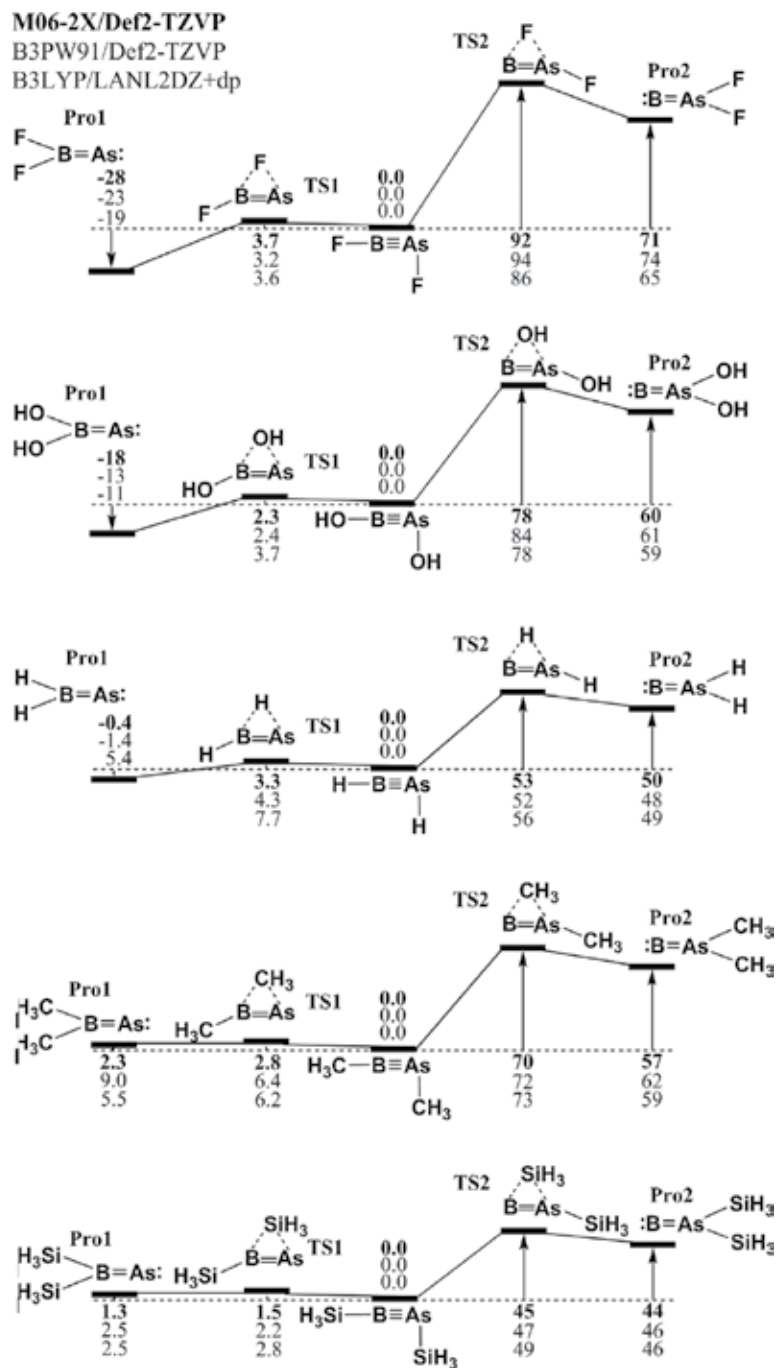 M06-2X/Def2-TZVP
B3PW91/Def2-TZVP
B3LYP/LANL2DZ+dp
Pro1
F
F
B=As:
-28
-23
-19
F
F B=As
TS1
3.7
3.2
3.6
0.0
0.0
0.0
F B≡As
F
TS2
F
B=As F
92
94
86
Pro2
:B=As
F
F
71
74
65
Pro1
HO
HO
B=As:
-18
-13
-11
OH
HO B=As
TS1
2.3
2.4
3.7
0.0
0.0
0.0
HO B≡As
OH
TS2
OH
B=As OH
78
84
78
Pro2
:B=As
OH
OH
60
61
59
Pro1
H
H
B=As:
-0.4
-1.4
5.4
H
H B=As
TS1
3.3
4.3
7.7
0.0
0.0
0.0
H B≡As
H
TS2
H
B=As H
53
52
56
Pro2
:B=As
H
H
50
48
49
Pro1
H₃C
H₃C
B=As:
2.3
9.0
5.5
CH₃
H₃C B=As
TS1
2.8
6.4
6.2
0.0
0.0
0.0
H₃C B≡As
CH₃
TS2
CH₃
B=As CH₃
70
72
73
Pro2
:B=As
CH₃
CH₃
57
62
59
Pro1
H₃Si
H₃Si
B=As:
1.3
2.5
2.5
SiH₃
H₃Si B=As
TS1
1.5
2.2
2.8
0.0
0.0
0.0
H₃Si B≡As
SiH₃
TS2
SiH₃
B=As SiH₃
45
47
49
Pro2
:B=As
SiH₃
SiH₃
44
46
46